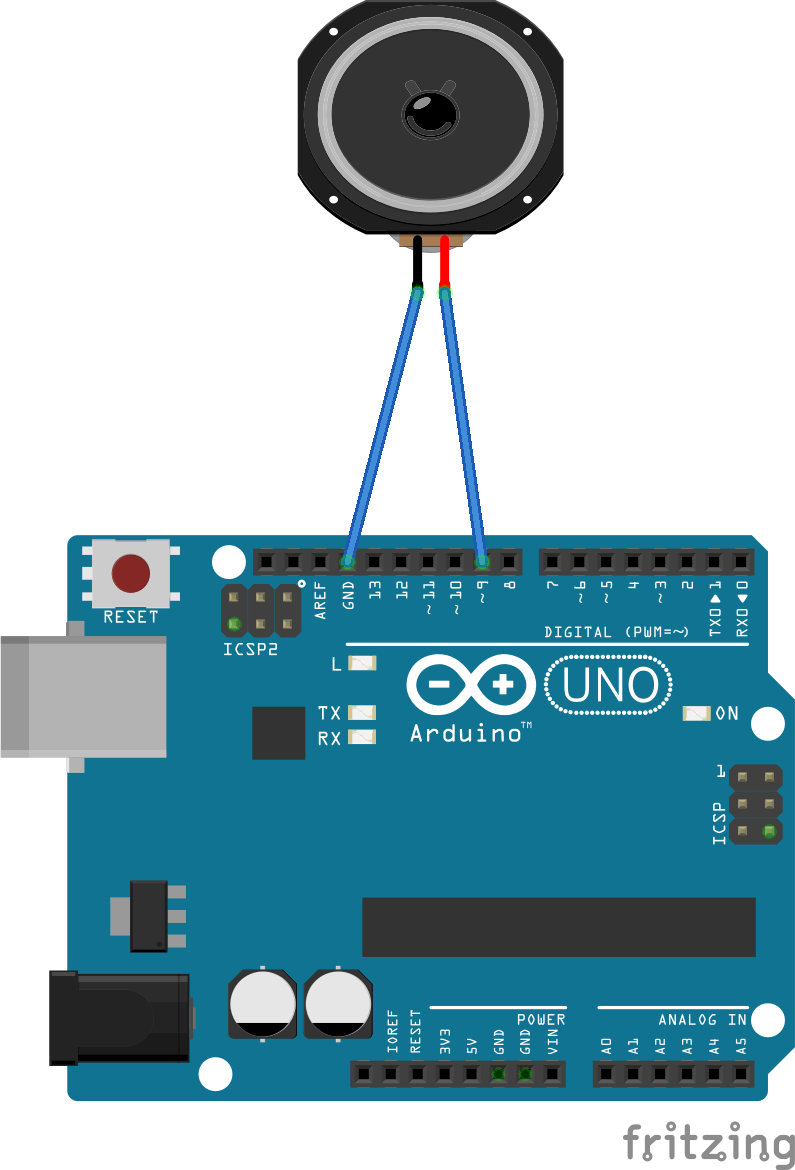 RESET
ICSP2
AREF
GND
13
12
~11
~10
~9
8
7
~6
~5
4
~3
2
TX0▶1
RX0◀0
DIGITAL (PWM=~)
L
TX
RX
Arduino™
UNO
ON
1
ICSP
IOREF
RESET
3V3
5V
GND
GND
VIN
POWER
A0
A1
A2
A3
A4
A5
ANALOG IN
fritzing